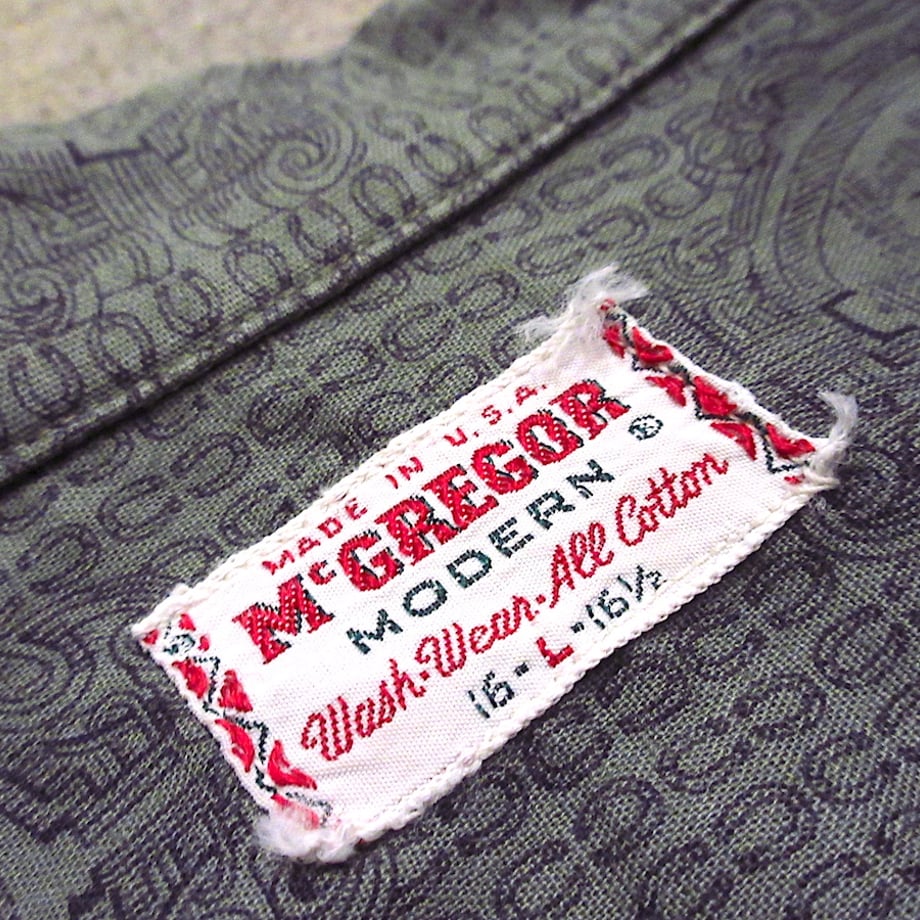 MADE IN U.S.A.
McGREGOR
MODERN ®
Wash-Wear-All Cotton
16-L-16½